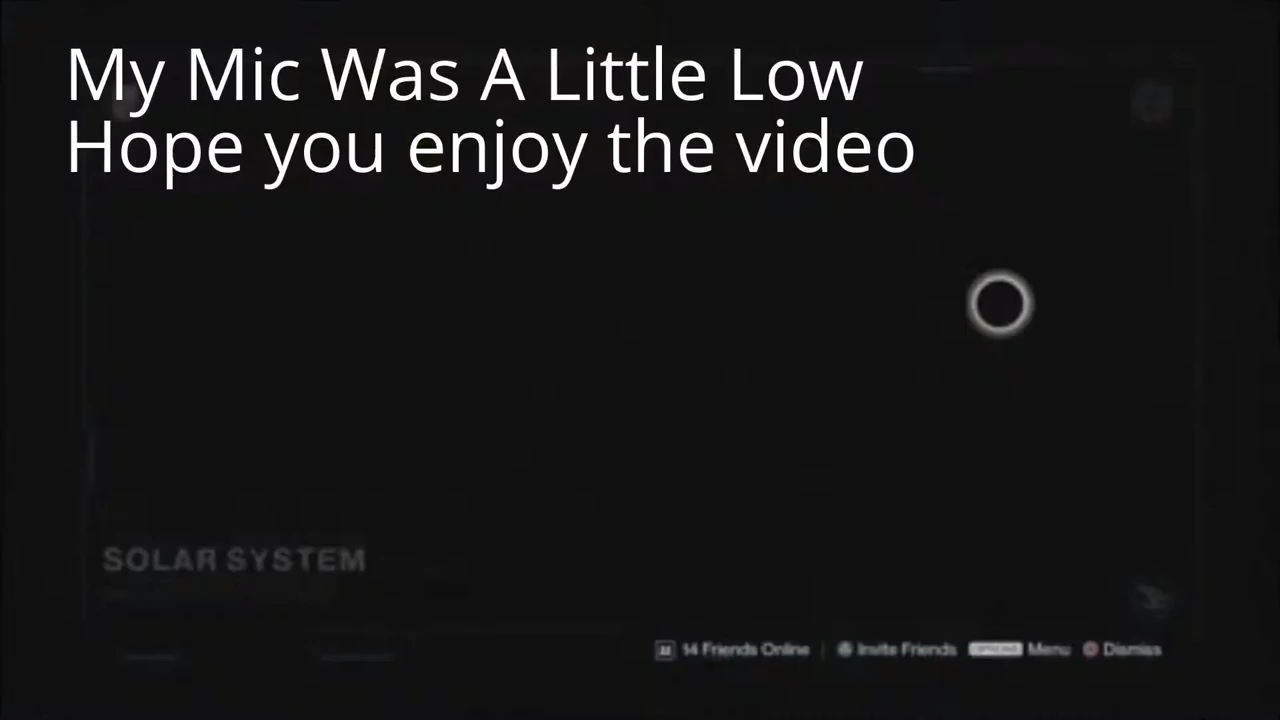 My Mic Was A Little Low
Hope you enjoy the video
SOLAR SYSTEM
14 Friends Online
Invite Friends
OPTIONS Menu
Dismiss